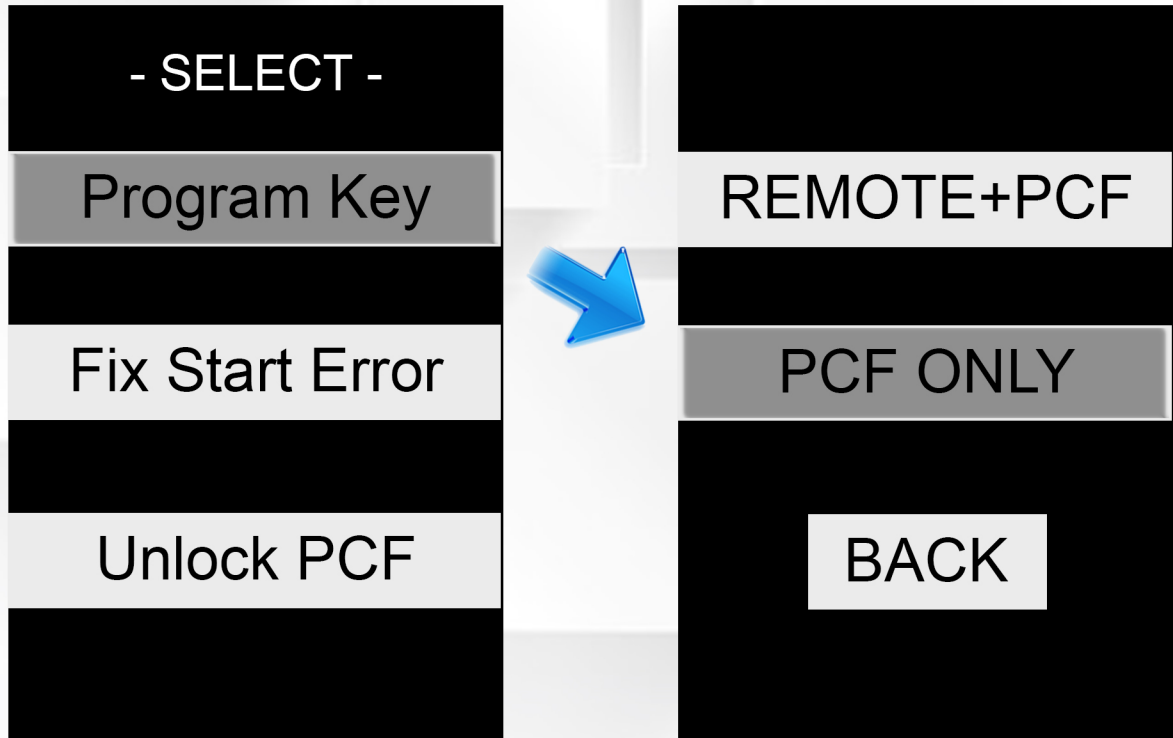 - SELECT -
Program Key
Fix Start Error
Unlock PCF
REMOTE+PCF
PCF ONLY
BACK